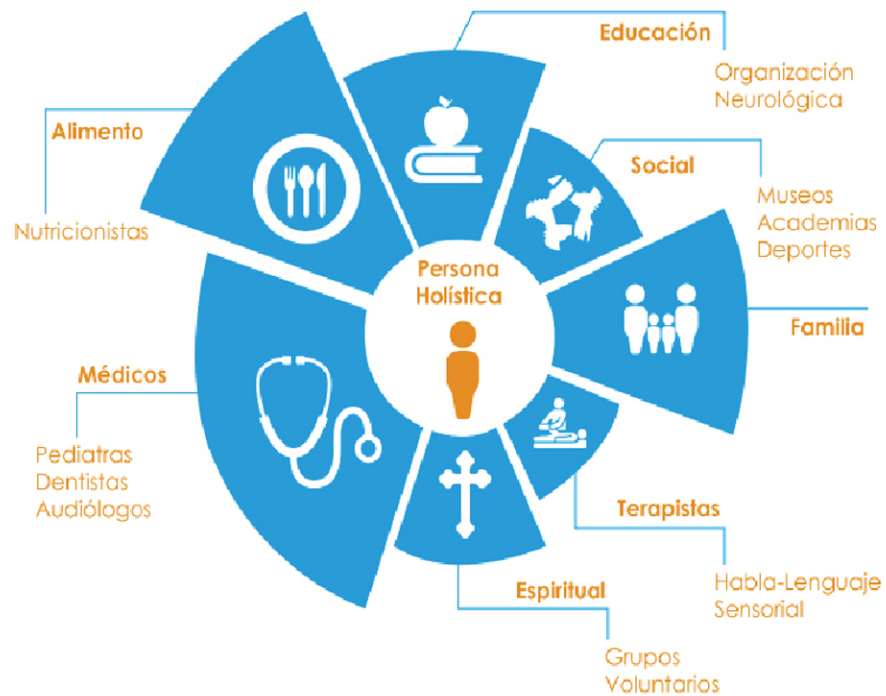 Educación
Organización
Neurológica
Alimento
Nutricionistas
Social
Museos
Academias
Deportes
Persona
Holística
Familia
Médicos
Pediatras
Dentistas
Audiólogos
Terapistas
Habla-Lenguaje
Sensorial
Espiritual
Grupos
Voluntarios